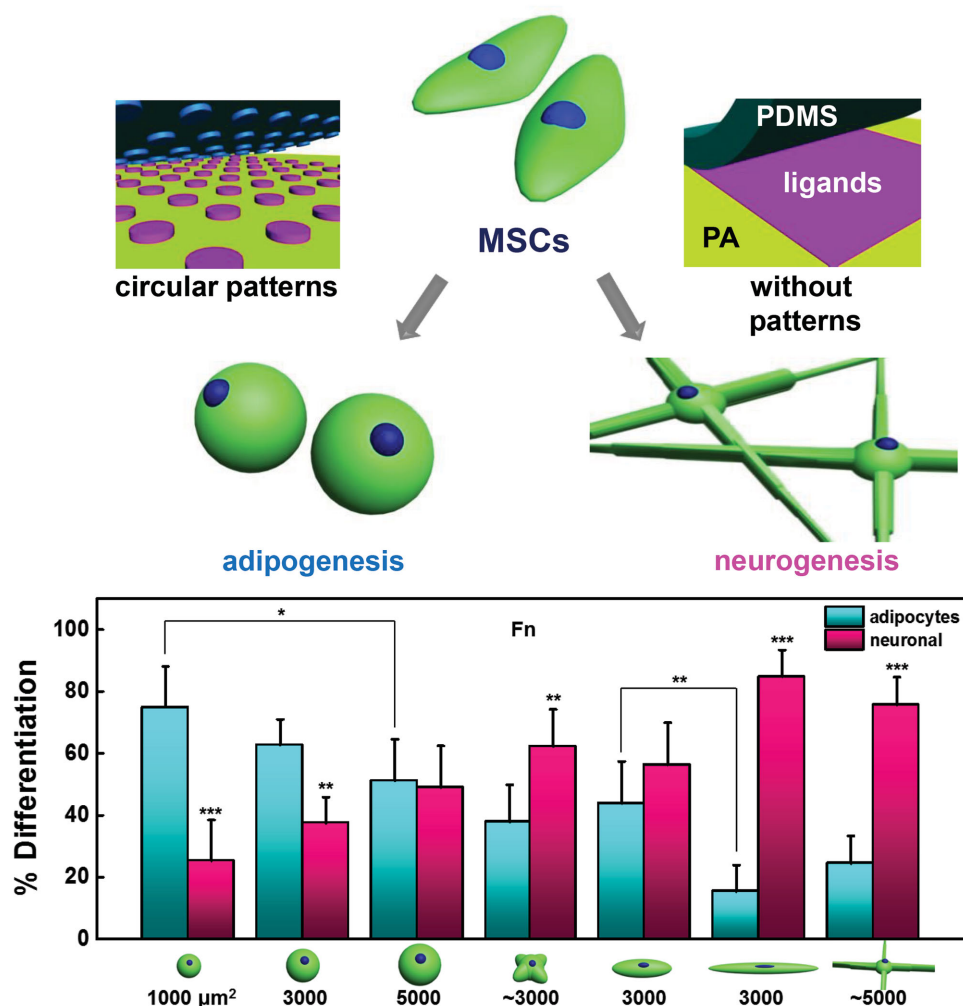 PDMS
ligands
PA
MSCs
circular patterns
without
patterns
adipogenesis
neurogenesis
% Differentiation
100
80
60
40
20
0
Fn
adipocytes
neuronal
*
**
***
***
**
**
***
1000 µm²
3000
5000
~3000
3000
3000
~5000